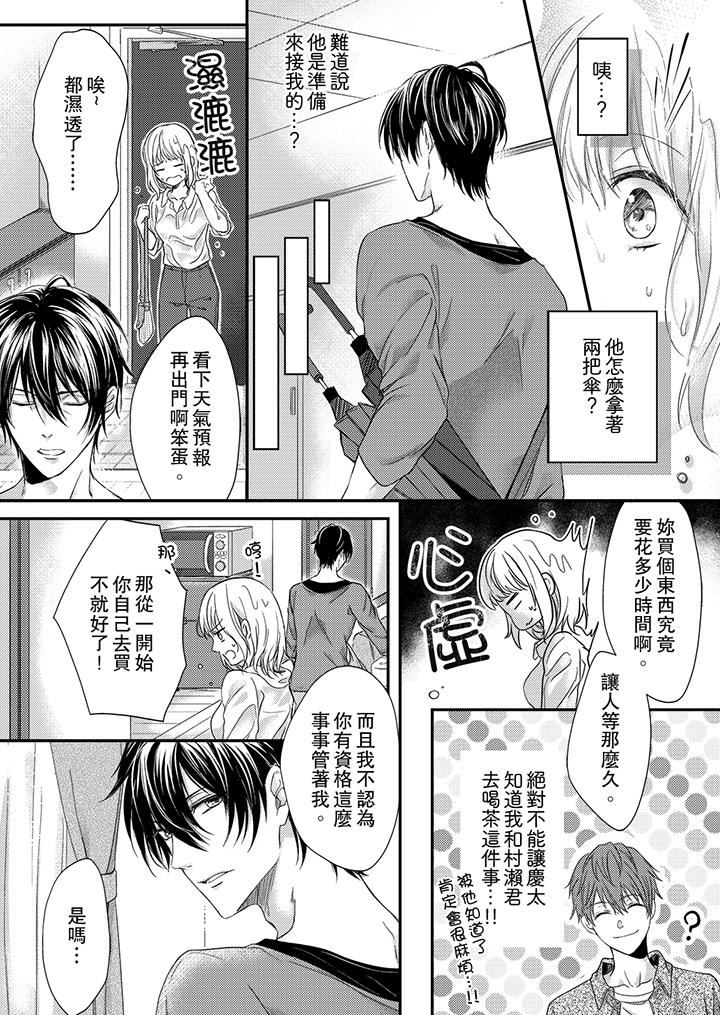 咦…？
他怎麼拿著
兩把傘？
難道說
他是準備
來接我的…？
濕漉漉
唉~
都濕透了……
看下天氣預報
再出門啊笨蛋。
妳買個東西究竟
要花多少時間啊。
讓人等那麼久。
心虛
絕對不能讓慶太
知道我和村瀨君
去喝茶這件事…!!
被他知道了
肯定會很麻煩…!!
?
唔!
那
那從一開始
你自己去買
不就好了！
而且我不認為
你有資格這麼
事事管著我。
是嗎…